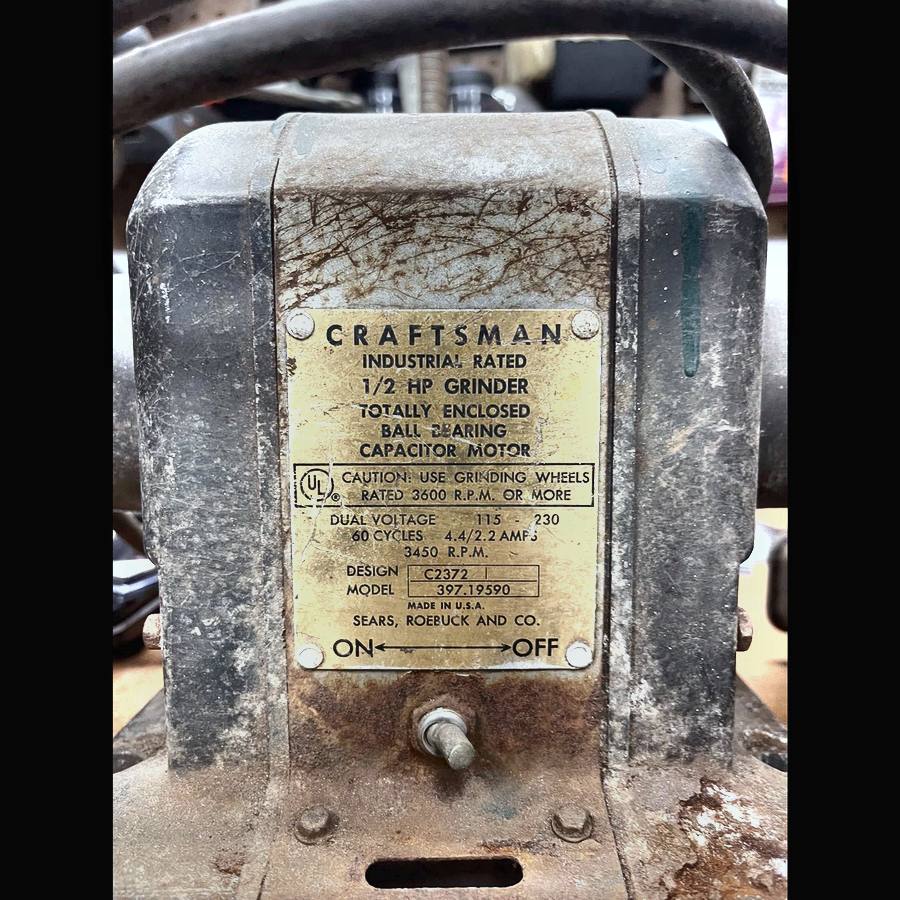 CRAFTSMAN
INDUSTRIAL RATED
1/2 HP GRINDER
TOTALLY ENCLOSED
BALL BEARING
CAPACITOR MOTOR
UL ® CAUTION: USE GRINDING WHEELS
RATED 3600 R.P.M. OR MORE
DUAL VOLTAGE 115 - 230
60 CYCLES 4.4/2.2 AMPS
3450 R.P.M.
DESIGN C2372
MODEL 397.19590
MADE IN U.S.A.
SEARS, ROEBUCK AND CO.
ON OFF